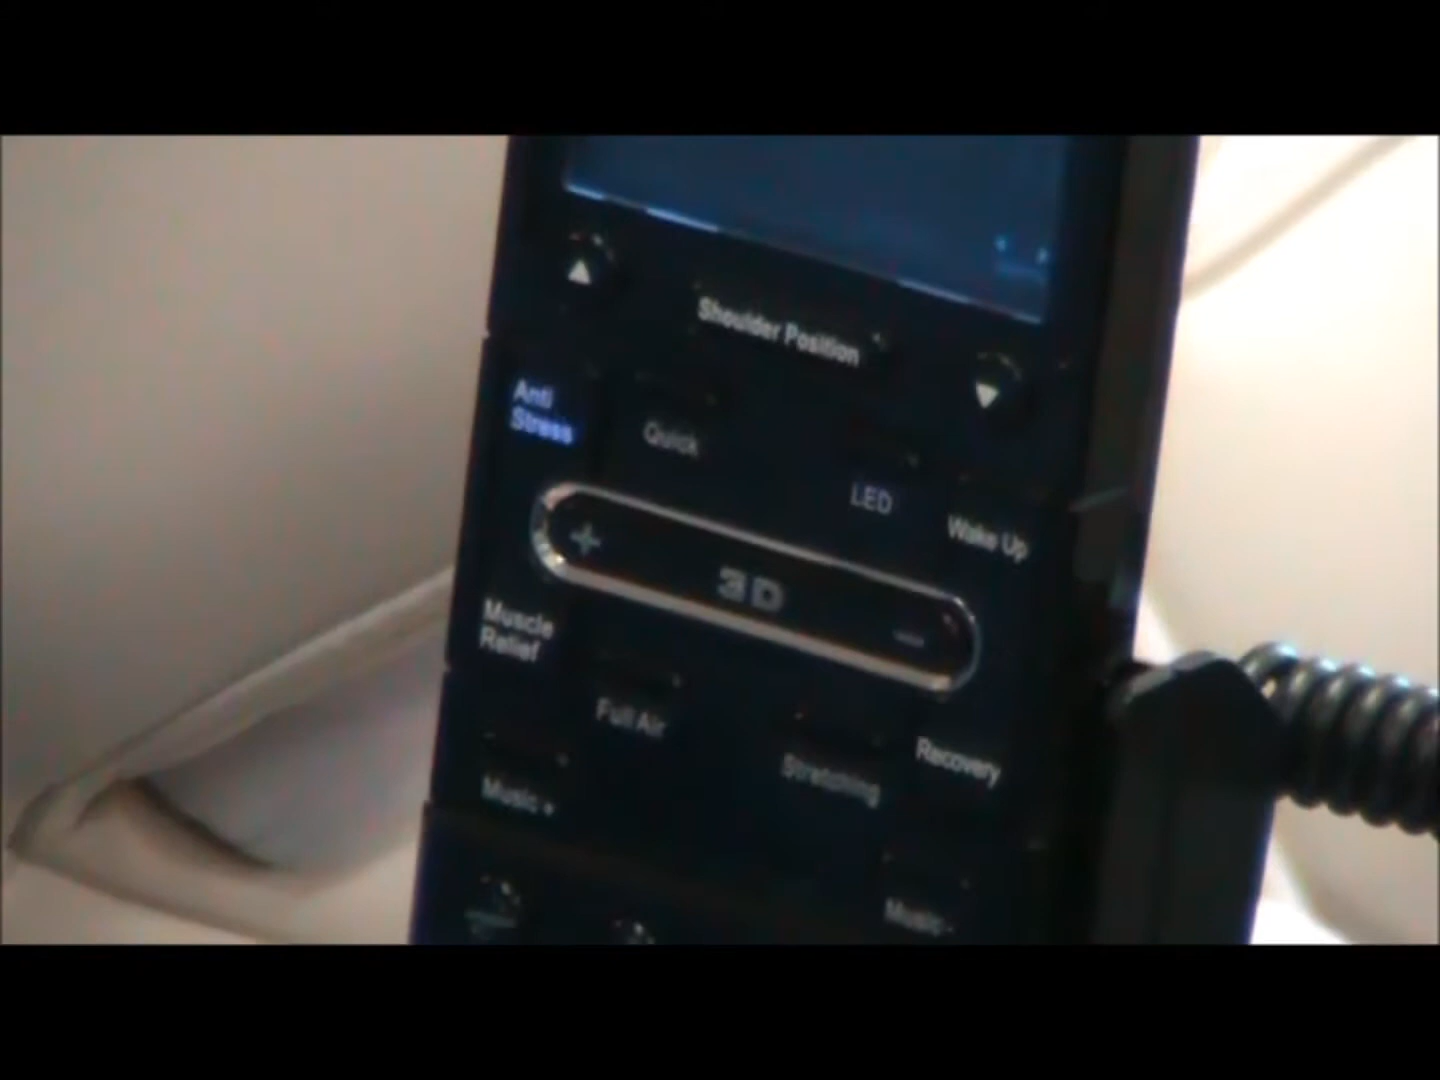 Shoulder Position
Anti
Stress
Quick
LED
Wake Up
+ 3D -
Muscle
Relief
Full Air
Stretching
Recovery
Music +
Music -